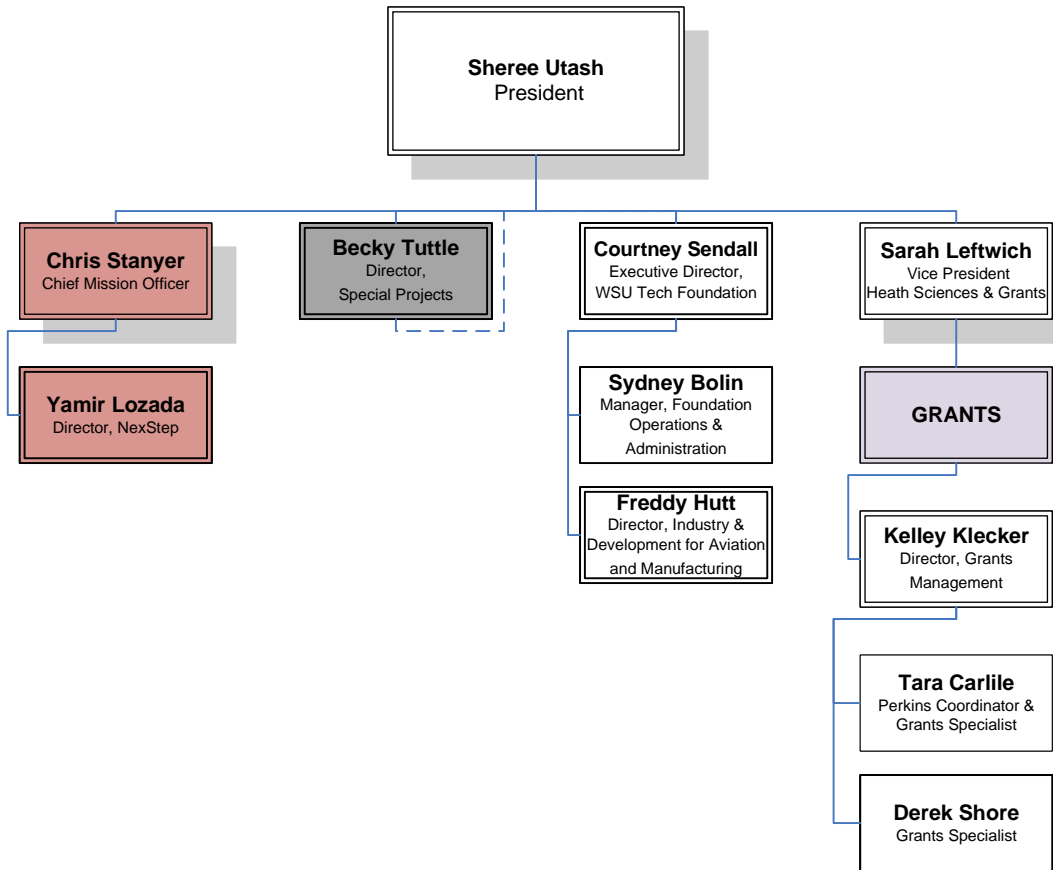 Sheree Utash
President
Chris Stanyer
Chief Mission Officer
Becky Tuttle
Director,
Special Projects
Courtney Sendall
Executive Director,
WSU Tech Foundation
Sarah Leftwich
Vice President
Heath Sciences & Grants
Yamir Lozada
Director, NexStep
Sydney Bolin
Manager, Foundation
Operations &
Administration
GRANTS
Freddy Hutt
Director, Industry &
Development for Aviation
and Manufacturing
Kelley Klecker
Director, Grants
Management
Tara Carlile
Perkins Coordinator &
Grants Specialist
Derek Shore
Grants Specialist